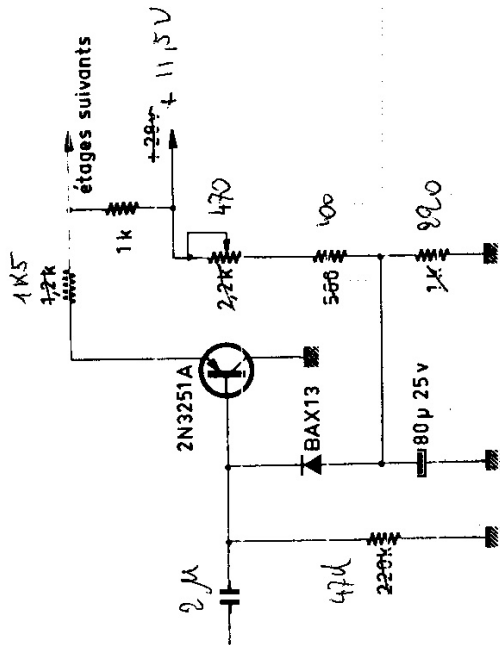 étages suivants
+ 28v + 11,5V
1K5
1,2k
1k
470
2,2k
100
560
220
1k
2N3251A
BAX13
80µ 25v
2µ
47K
220k